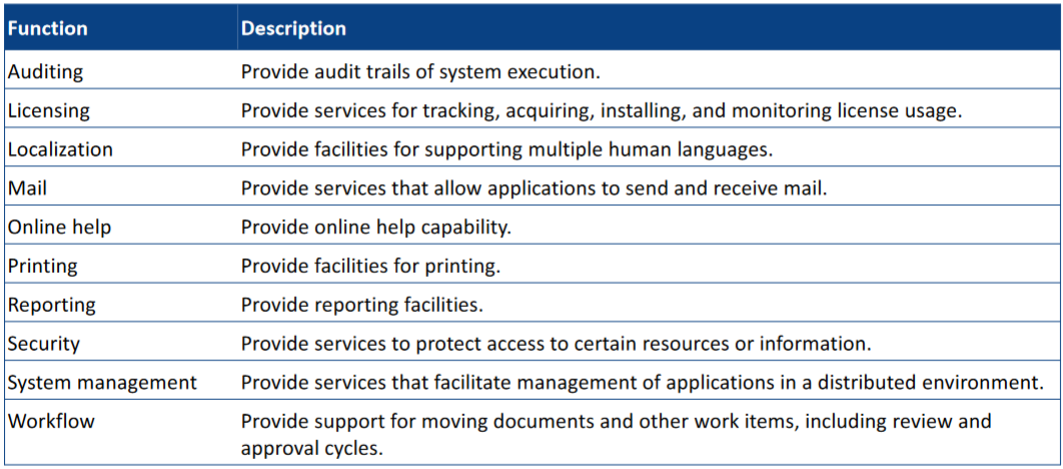 Function Description
Auditing Provide audit trails of system execution.
Licensing Provide services for tracking, acquiring, installing, and monitoring license usage.
Localization Provide facilities for supporting multiple human languages.
Mail Provide services that allow applications to send and receive mail.
Online help Provide online help capability.
Printing Provide facilities for printing.
Reporting Provide reporting facilities.
Security Provide services to protect access to certain resources or information.
System management Provide services that facilitate management of applications in a distributed environment.
Workflow Provide support for moving documents and other work items, including review and
approval cycles.